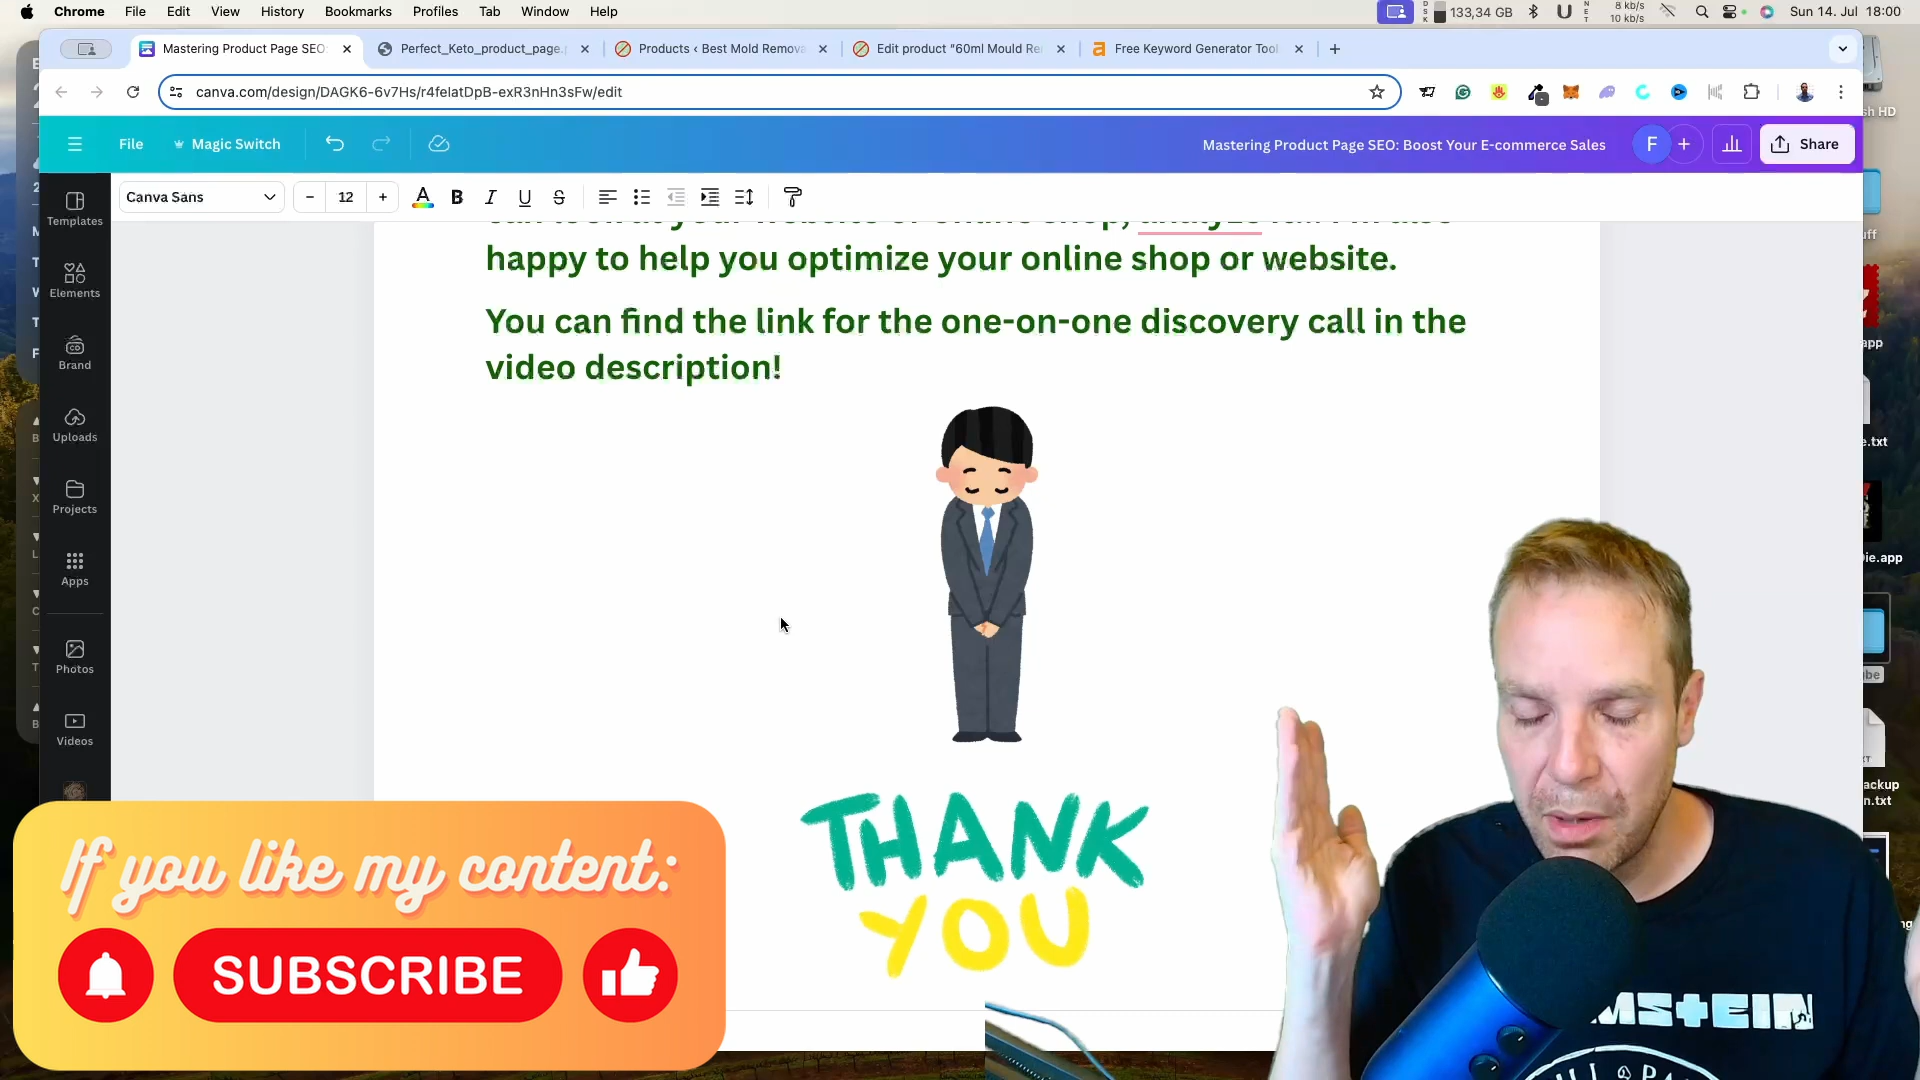 Chrome File Edit View History Bookmarks Profiles Tab Window Help
133,34 GB
8 kb/s
10 kb/s
Sun 14. Jul 18:00
Mastering Product Page SEO:
Perfect_Keto_product_page.
Products ‹ Best Mold Remova
Edit product "60ml Mould Re
Free Keyword Generator Tool
canva.com/design/DAGK6-6v7Hs/r4feIatDpB-exR3nHn3sFw/edit
File Magic Switch
Mastering Product Page SEO: Boost Your E-commerce Sales
F
Share
Canva Sans
12
Templates
Elements
Brand
Uploads
Projects
Apps
Photos
Videos
happy to help you optimize your online shop or website.
You can find the link for the one-on-one discovery call in the
video description!
THANK
YOU
If you like my content:
SUBSCRIBE